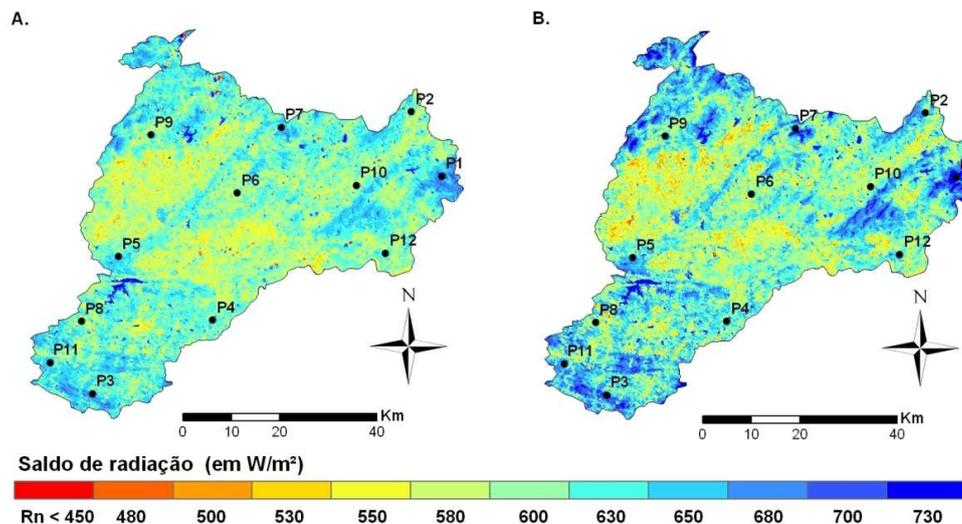 A.
B.
P2
P9
P7
P1
P6
P10
P5
P12
P8
P4
P11
P3
N
Km
0 10 20 40
P2
P9
P7
P6
P10
P5
P12
P8
P4
P11
P3
N
Km
0 10 20 40
Saldo de radiação (em W/m²)
Rn < 450 480 500 530 550 580 600 630 650 680 700 730